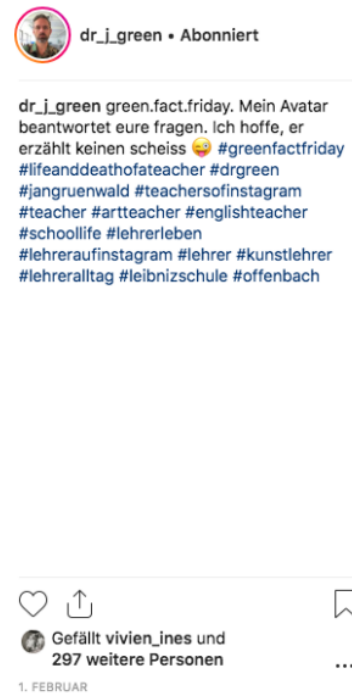 dr_j_green • Abonniert
dr_j_green green.fact.friday. Mein Avatar
beantwortet eure fragen. Ich hoffe, er
erzählt keinen scheiss 😜 #greenfactfriday
#lifeanddeathofateacher #drgreen
#jangruenwald #teachersofinstagram
#teacher #artteacher #englishteacher
#schoollife #lehrerleben
#lehreraufinstagram #lehrer #kunstlehrer
#lehreralltag #leibnizschule #offenbach
Gefällt vivien_ines und
297 weitere Personen
1. FEBRUAR